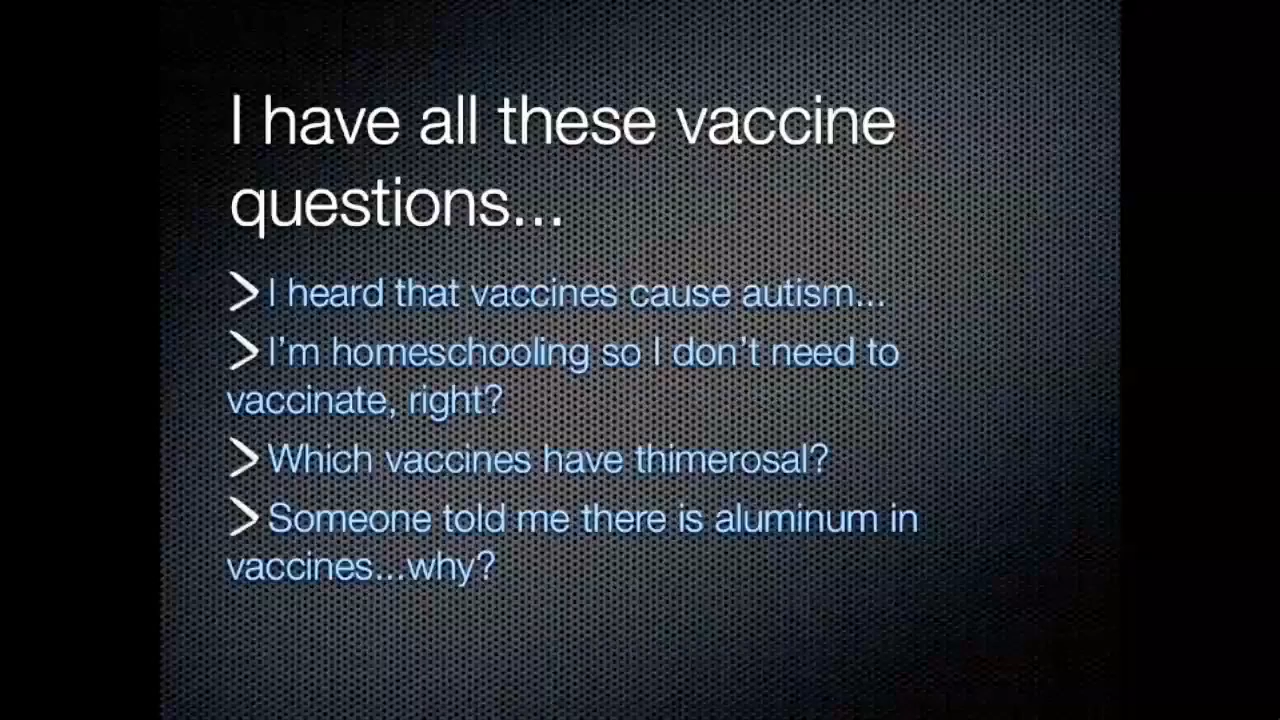 I have all these vaccine
questions...
> I heard that vaccines cause autism...
> I'm homeschooling so I don't need to
vaccinate, right?
> Which vaccines have thimerosal?
> Someone told me there is aluminum in
vaccines...why?